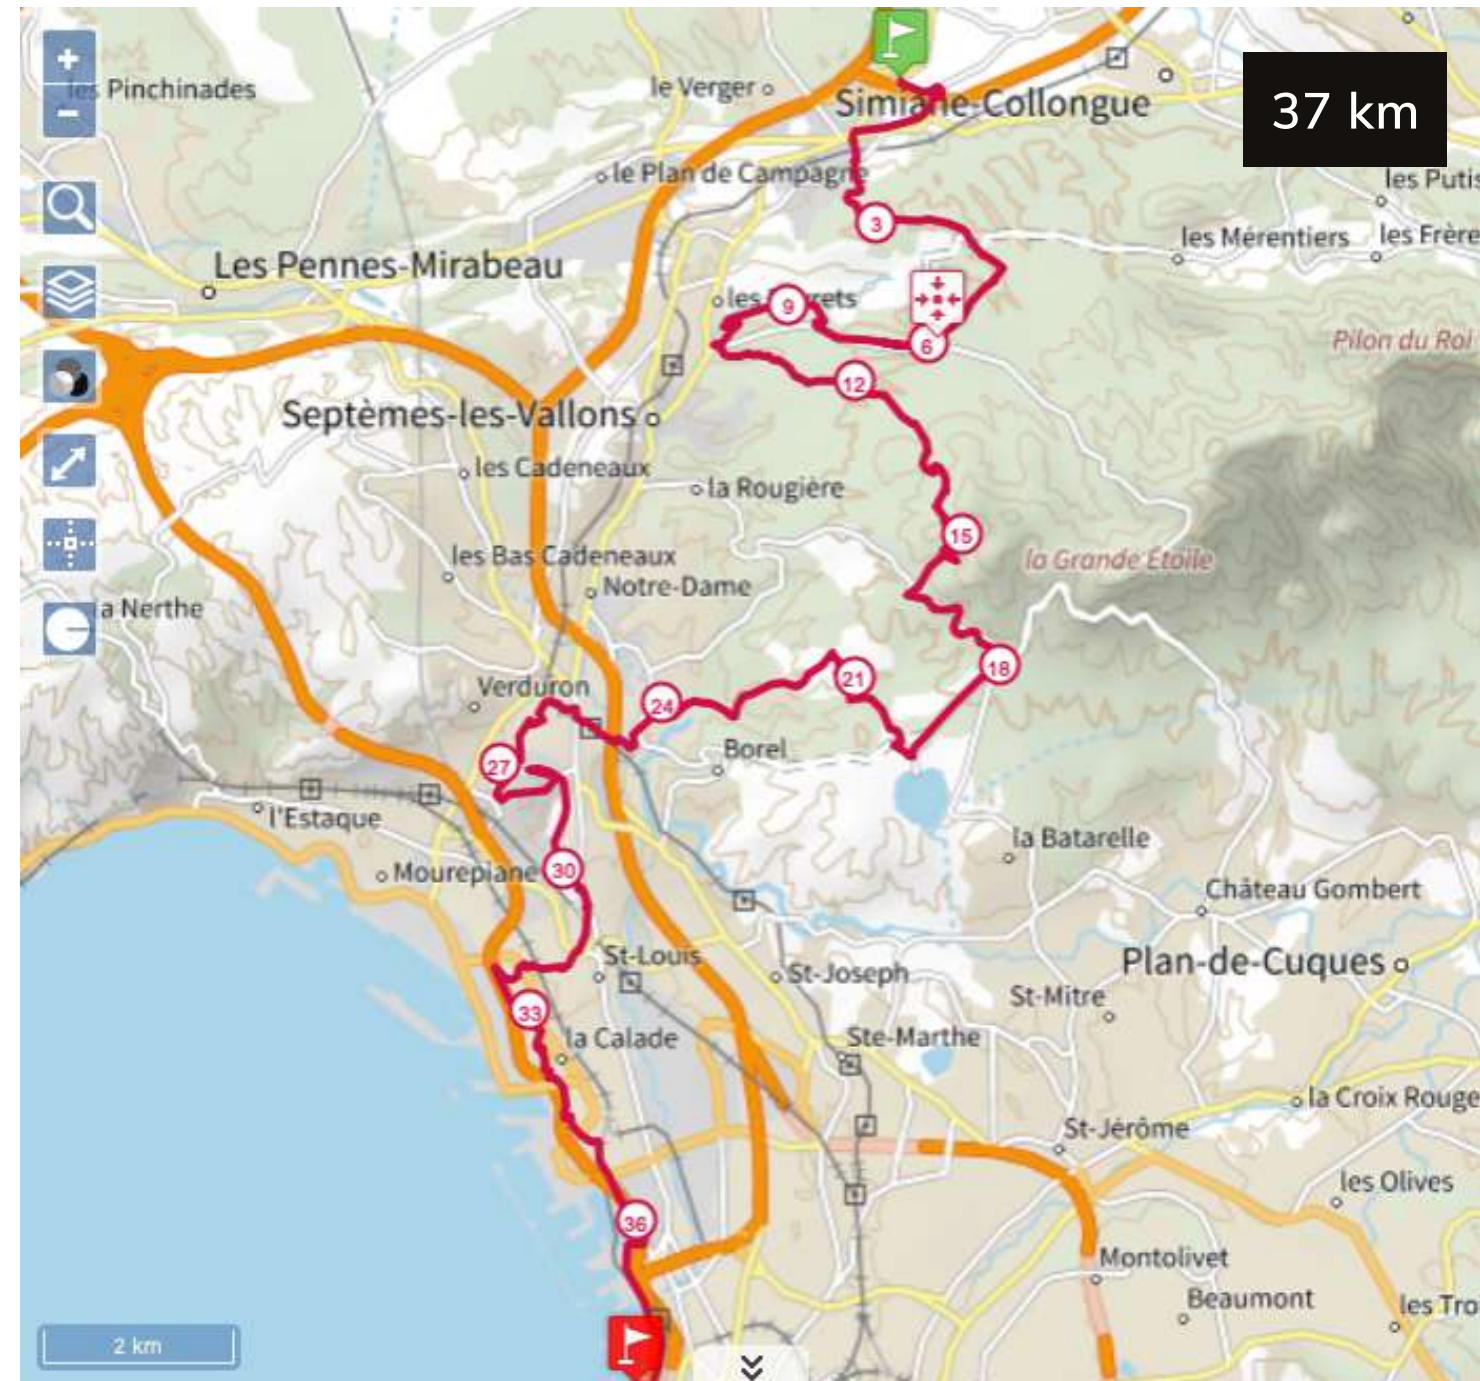 les Pinchinades
le Verger
Simiane-Collongue
37 km
le Plan de Campagne
les Putis
3
les Mérentiers
les Frère
Les Pennes-Mirabeau
9
6
Pilon du Roi
12
Septèmes-les-Vallons
les Cadeneaux
la Rougière
15
les Bas Cadeneaux
la Grande Étoile
Notre-Dame
a Nerthe
18
21
Verduron
24
Borel
27
l'Estaque
la Batarelle
Mourepiane
30
Château Gombert
St-Louis
St-Joseph
Plan-de-Cuques
St-Mitre
33
la Calade
Ste-Marthe
la Croix Rouge
St-Jérôme
les Olives
36
Montolivet
Beaumont
les Tro
2 km